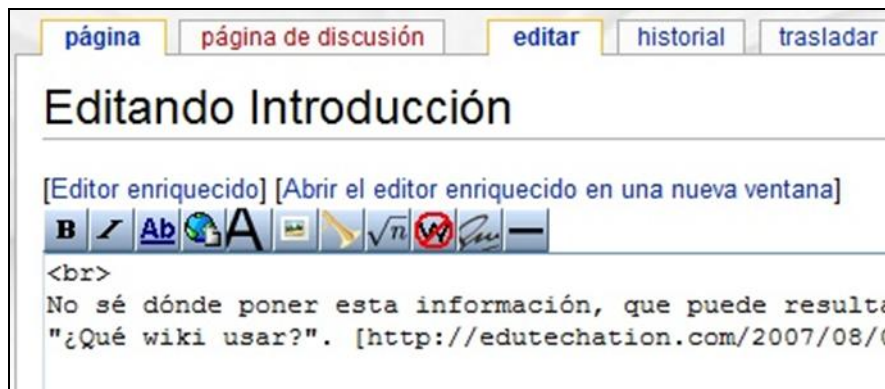 página página de discusión editar historial trasladar
Editando Introducción
[Editor enriquecido] [Abrir el editor enriquecido en una nueva ventana]
B I Ab A √n W
<br>
No sé dónde poner esta información, que puede
"¿Qué wiki usar?". [http://edutechation.com/2007/08/